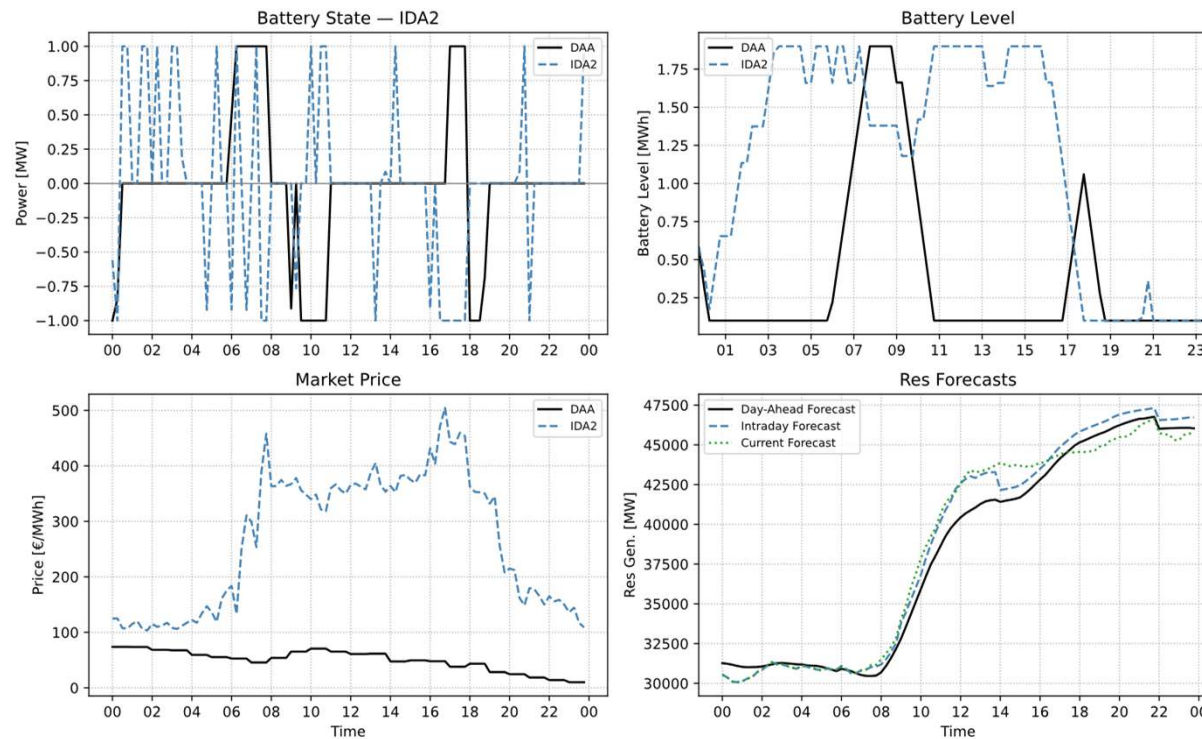 Battery State — IDA2
Power [MW]
1.00
0.75
0.50
0.25
0.00
−0.25
−0.50
−0.75
−1.00
DAA
IDA2
00 02 04 06 08 10 12 14 16 18 20 22 00
Battery Level
Battery Level [MWh]
1.75
1.50
1.25
1.00
0.75
0.50
0.25
DAA
IDA2
01 03 05 07 09 11 13 15 17 19 21 23
Market Price
Price [€/MWh]
500
400
300
200
100
0
DAA
IDA2
00 02 04 06 08 10 12 14 16 18 20 22 00
Time
Res Forecasts
Res Gen. [MW]
47500
45000
42500
40000
37500
35000
32500
30000
Day-Ahead Forecast
Intraday Forecast
Current Forecast
00 02 04 06 08 10 12 14 16 18 20 22 00
Time